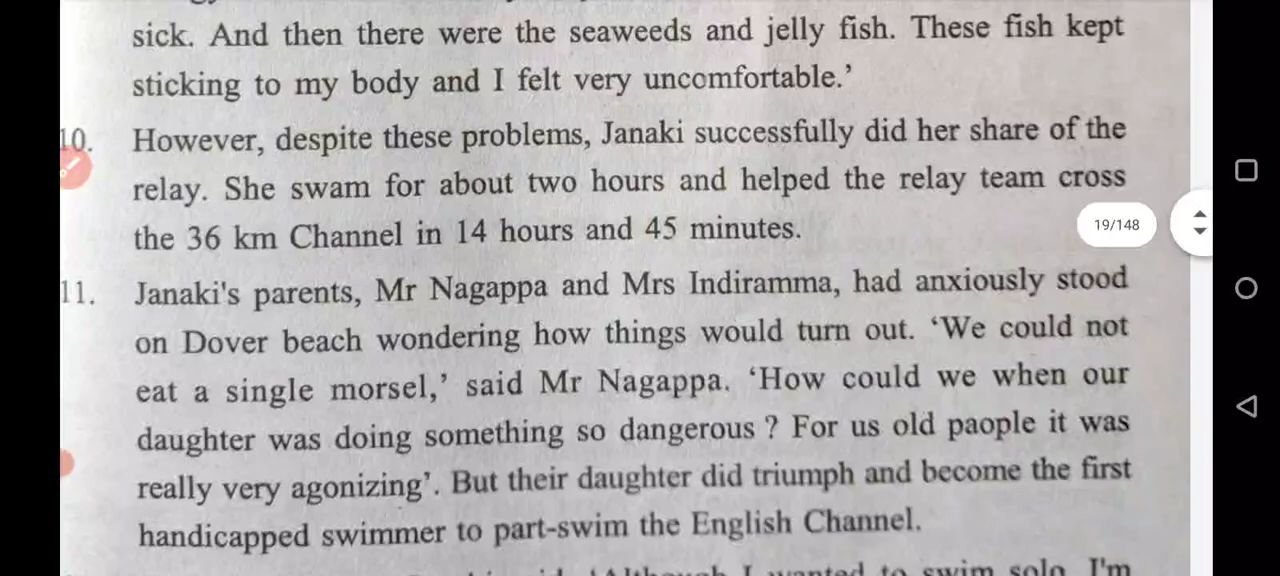 sick. And then there were the seaweeds and jelly fish. These fish kept
sticking to my body and I felt very uncomfortable.'
10. However, despite these problems, Janaki successfully did her share of the
relay. She swam for about two hours and helped the relay team cross
the 36 km Channel in 14 hours and 45 minutes.
19/148
11. Janaki's parents, Mr Nagappa and Mrs Indiramma, had anxiously stood
on Dover beach wondering how things would turn out. 'We could not
eat a single morsel,' said Mr Nagappa. 'How could we when our
daughter was doing something so dangerous ? For us old paople it was
really very agonizing'. But their daughter did triumph and become the first
handicapped swimmer to part-swim the English Channel.
I wanted to swim solo, I'm